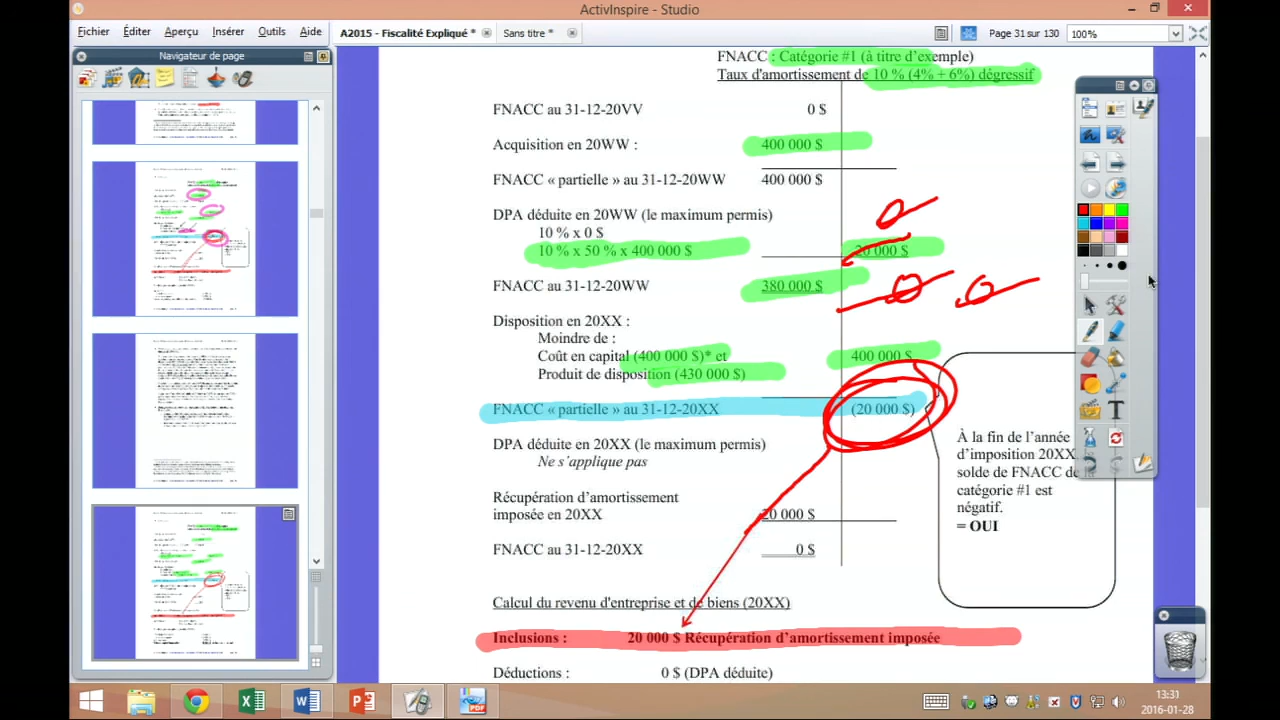 ActivInspire - Studio
Fichier Éditer Aperçu Insérer Outils Aide
A2015 - Fiscalité Expliqué * Sans titre * Page 31 sur 130 100%
Navigateur de page
FNACC : Catégorie #1 (à titre d'exemple)
Taux d'amortissement de 10 % (4% + 6%) dégressif
FNACC au 31-12-20VV 0 $
Acquisition en 20WW : 400 000 $
FNACC « partielle » au 31-12-20WW 400 000 $
DPA déduite en 20WW (le maximum permis)
10 % x 0 $
10 % x 50 % x 400 000 $ 20 000 $
FNACC au 31-12-20WW 380 000 $
Disposition en 20XX :
Moindre de :
Coût en capital (400 000 $)* et 400 000 $
Produit de disposition (430 000 $)
FNACC « partielle » au 31-12-20XX (20 000 $)
DPA déduite en 20XX (le maximum permis)
Ne s'applique pas
À la fin de l'année
d'imposition 20XX
solde de FNACC de
catégorie #1 est
négatif.
= OUI
Récupération d'amortissement
imposée en 20XX 20 000 $
FNACC au 31-12-20XX 0 $
Calcul du revenu d'entreprise et de biens (20XX)
Inclusions : 20 000 $ Récupération d'amortissement imposée
Déductions : 0 $ (DPA déduite)
13:31
2016-01-28